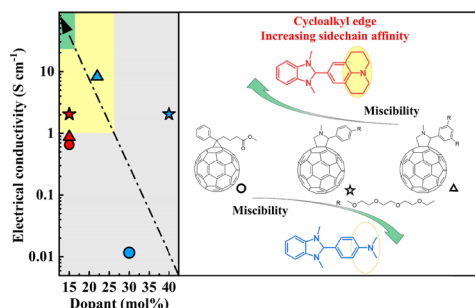 Electrical conductivity (S cm⁻¹)
10
1
0.1
0.01
15 20 25 30 35 40
Dopant (mol%)
Cycloalkyl edge
Increasing sidechain affinity
N
N
N
Miscibility
O
O
N
R
N
R
R
R
O
O
O
O
Miscibility
N
N
N